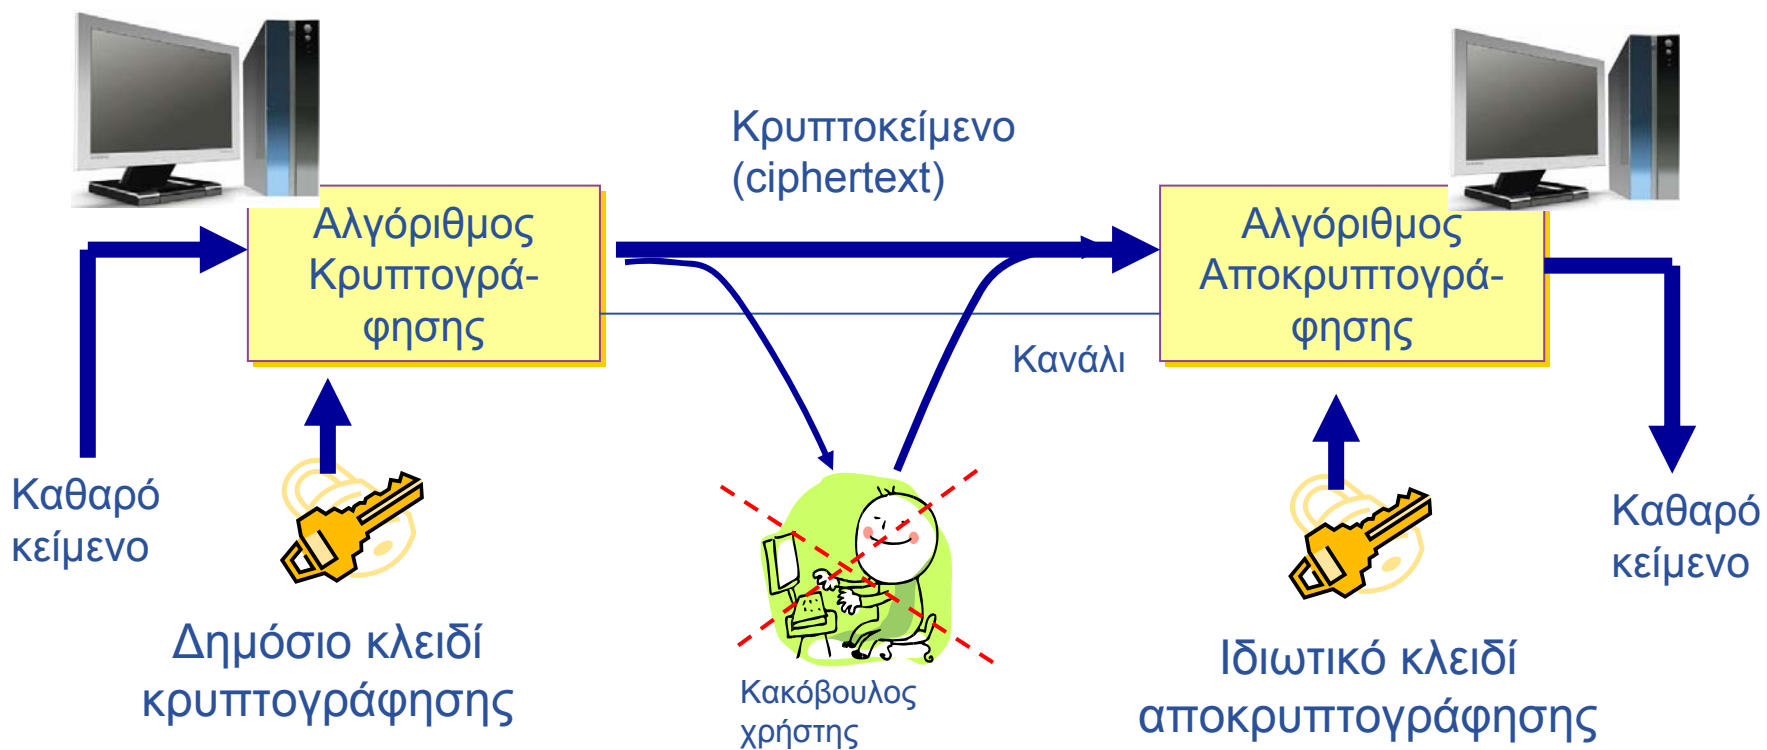 Κρυπτοκείμενο
(ciphertext)
Αλγόριθμος
Κρυπτογρά-
φησης
Αλγόριθμος
Αποκρυπτογρά-
φησης
Κανάλι
Καθαρό
κείμενο
Καθαρό
κείμενο
Δημόσιο κλειδί
κρυπτογράφησης
Κακόβουλος
χρήστης
Ιδιωτικό κλειδί
αποκρυπτογράφησης